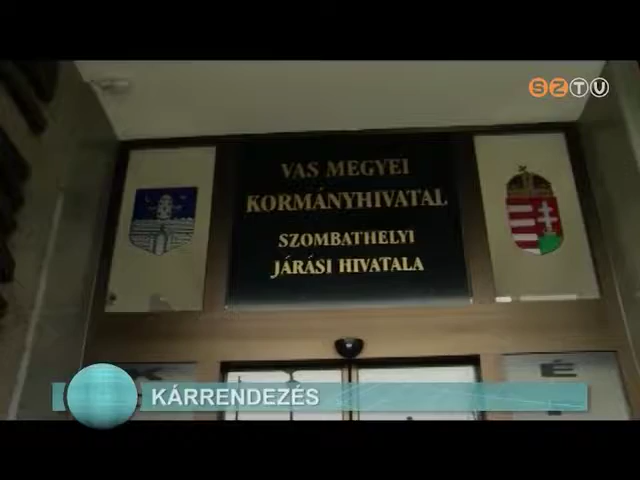 SZTV
VAS MEGYEI
KORMÁNYHIVATAL
SZOMBATHELYI
JÁRÁSI HIVATALA
K
É
KÁRRENDEZÉS